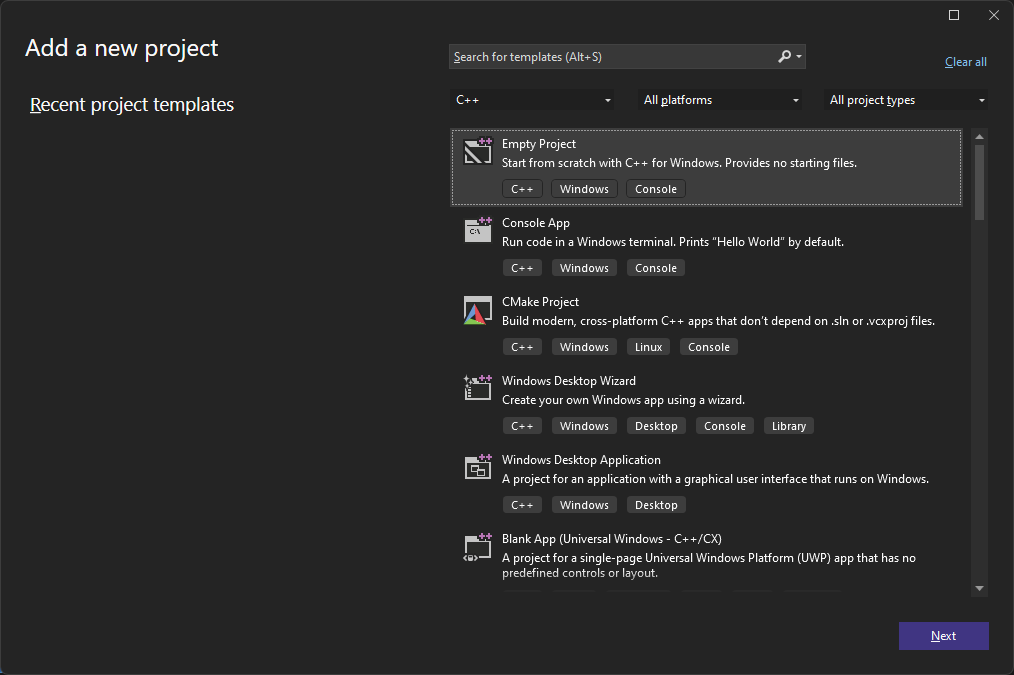 Add a new project
Search for templates (Alt+S)
Clear all
Recent project templates
C++
All platforms
All project types
Empty Project
Start from scratch with C++ for Windows. Provides no starting files.
C++ Windows Console
Console App
Run code in a Windows terminal. Prints "Hello World" by default.
C++ Windows Console
CMake Project
Build modern, cross-platform C++ apps that don't depend on .sln or .vcxproj files.
C++ Windows Linux Console
Windows Desktop Wizard
Create your own Windows app using a wizard.
C++ Windows Desktop Console Library
Windows Desktop Application
A project for an application with a graphical user interface that runs on Windows.
C++ Windows Desktop
Blank App (Universal Windows - C++/CX)
A project for a single-page Universal Windows Platform (UWP) app that has no
predefined controls or layout.
Next